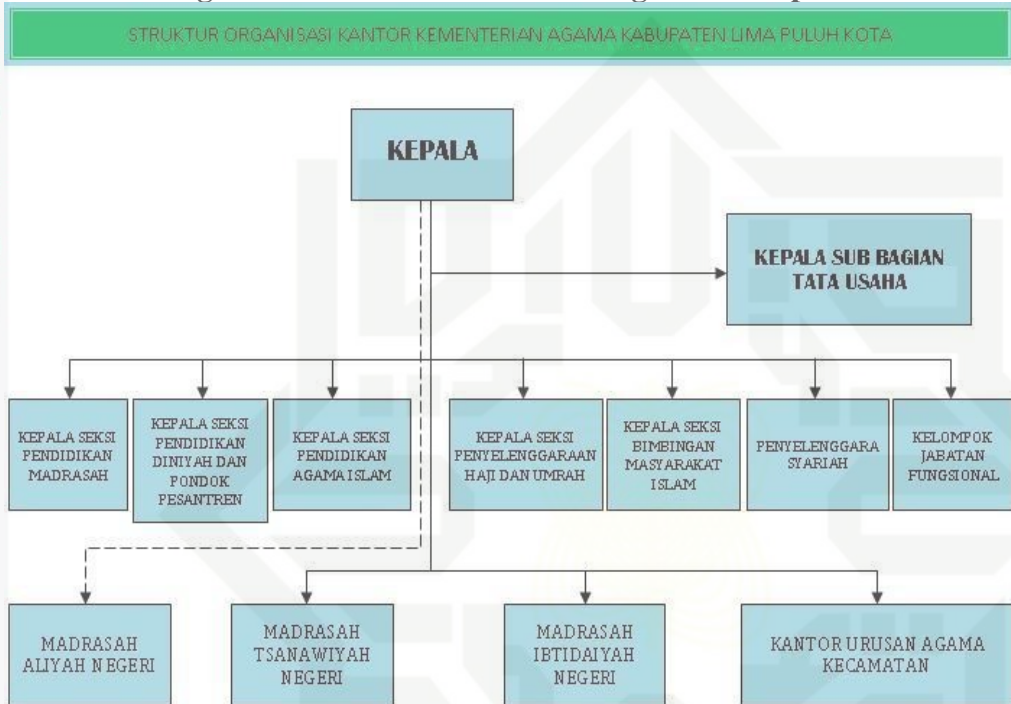 STRUKTUR ORGANISASI KANTOR KEMENTERIAN AGAMA KABUPATEN LIMA PULUH KOTA
KEPALA
KEPALA SUB BAGIAN
TATA USAHA
KEPALA SEKSI
PENDIDIKAN
MADRASAH
KEPALA SEKSI
PENDIDIKAN
DINIYAH DAN
PONDOK
PESANTREN
KEPALA SEKSI
PENDIDIKAN
AGAMA ISLAM
KEPALA SEKSI
PENYELENGGARAAN
HAJI DAN UMRAH
KEPALA SEKSI
BIMBINGAN
MASYARAKAT
ISLAM
PENYELENGGARA
SYARIAH
KELOMPOK
JABATAN
FUNGSIONAL
MADRASAH
ALIYAH NEGERI
MADRASAH
TSANAWIYAH
NEGERI
MADRASAH
IBTIDAIYAH
NEGERI
KANTOR URUSAN AGAMA
KECAMATAN